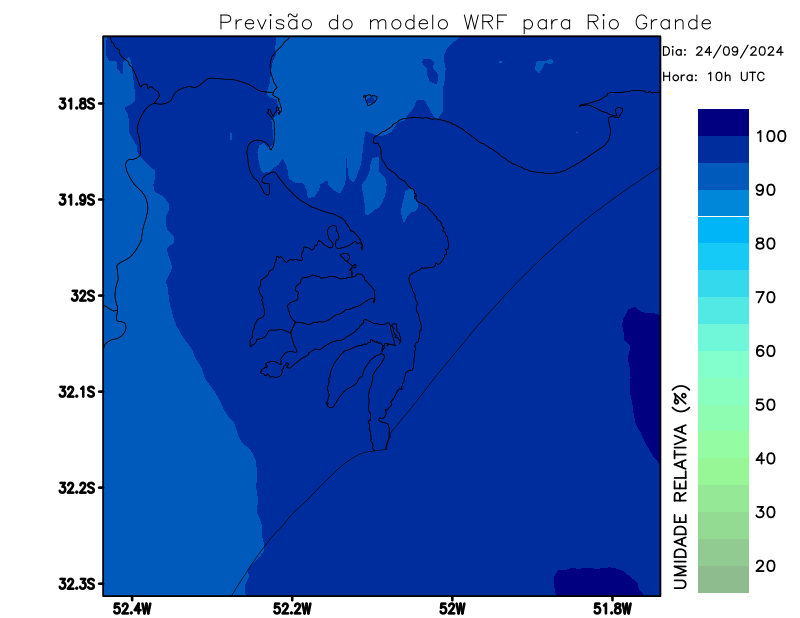 Previsão do modelo WRF para Rio Grande
Dia: 24/09/2024
Hora: 10h UTC
31.8S
31.9S
32S
32.1S
32.2S
32.3S
52.4W
52.2W
52W
51.8W
UMIDADE RELATIVA (%)
100
90
80
70
60
50
40
30
20